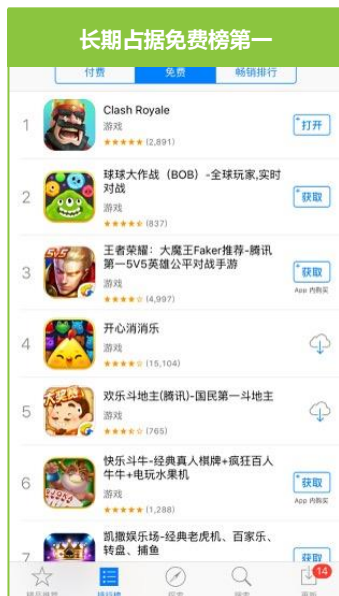 长期占据免费榜第一
付费
免费
畅销排行
1
Clash Royale
游戏
(2,891)
打开
2
球球大作战（BOB）-全球玩家,实时
对战
游戏
(837)
获取
3
王者荣耀：大魔王Faker推荐-腾讯
第一5V5英雄公平对战手游
游戏
(4,997)
获取
App 内购买
5V5
4
开心消消乐
游戏
(15,104)
5
欢乐斗地主(腾讯)-国民第一斗地主
游戏
(765)
大奖赛
6
快乐斗牛-经典真人棋牌+疯狂百人
牛牛+电玩水果机
游戏
(1,288)
获取
App 内购买
7
凯撒娱乐场-经典老虎机、百家乐、
转盘、捕鱼
获取
14
排行榜